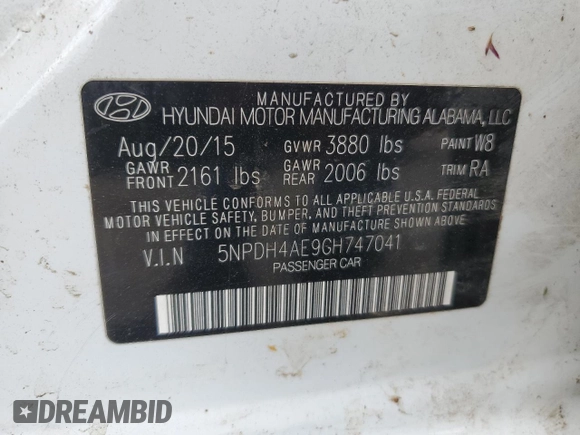 MANUFACTURED BY
HYUNDAI MOTOR MANUFACTURING ALABAMA, LLC
Aug/20/15 GVWR 3880 lbs PAINT W8
GAWR FRONT 2161 lbs GAWR REAR 2006 lbs TRIM RA
THIS VEHICLE CONFORMS TO ALL APPLICABLE U.S.A. FEDERAL
MOTOR VEHICLE SAFETY, BUMPER, AND THEFT PREVENTION
STANDARDS IN EFFECT ON THE DATE OF MANUFACTURE SHOWN ABOVE.
V.I.N 5NPDH4AE9GH747041
PASSENGER CAR
DREAMBID